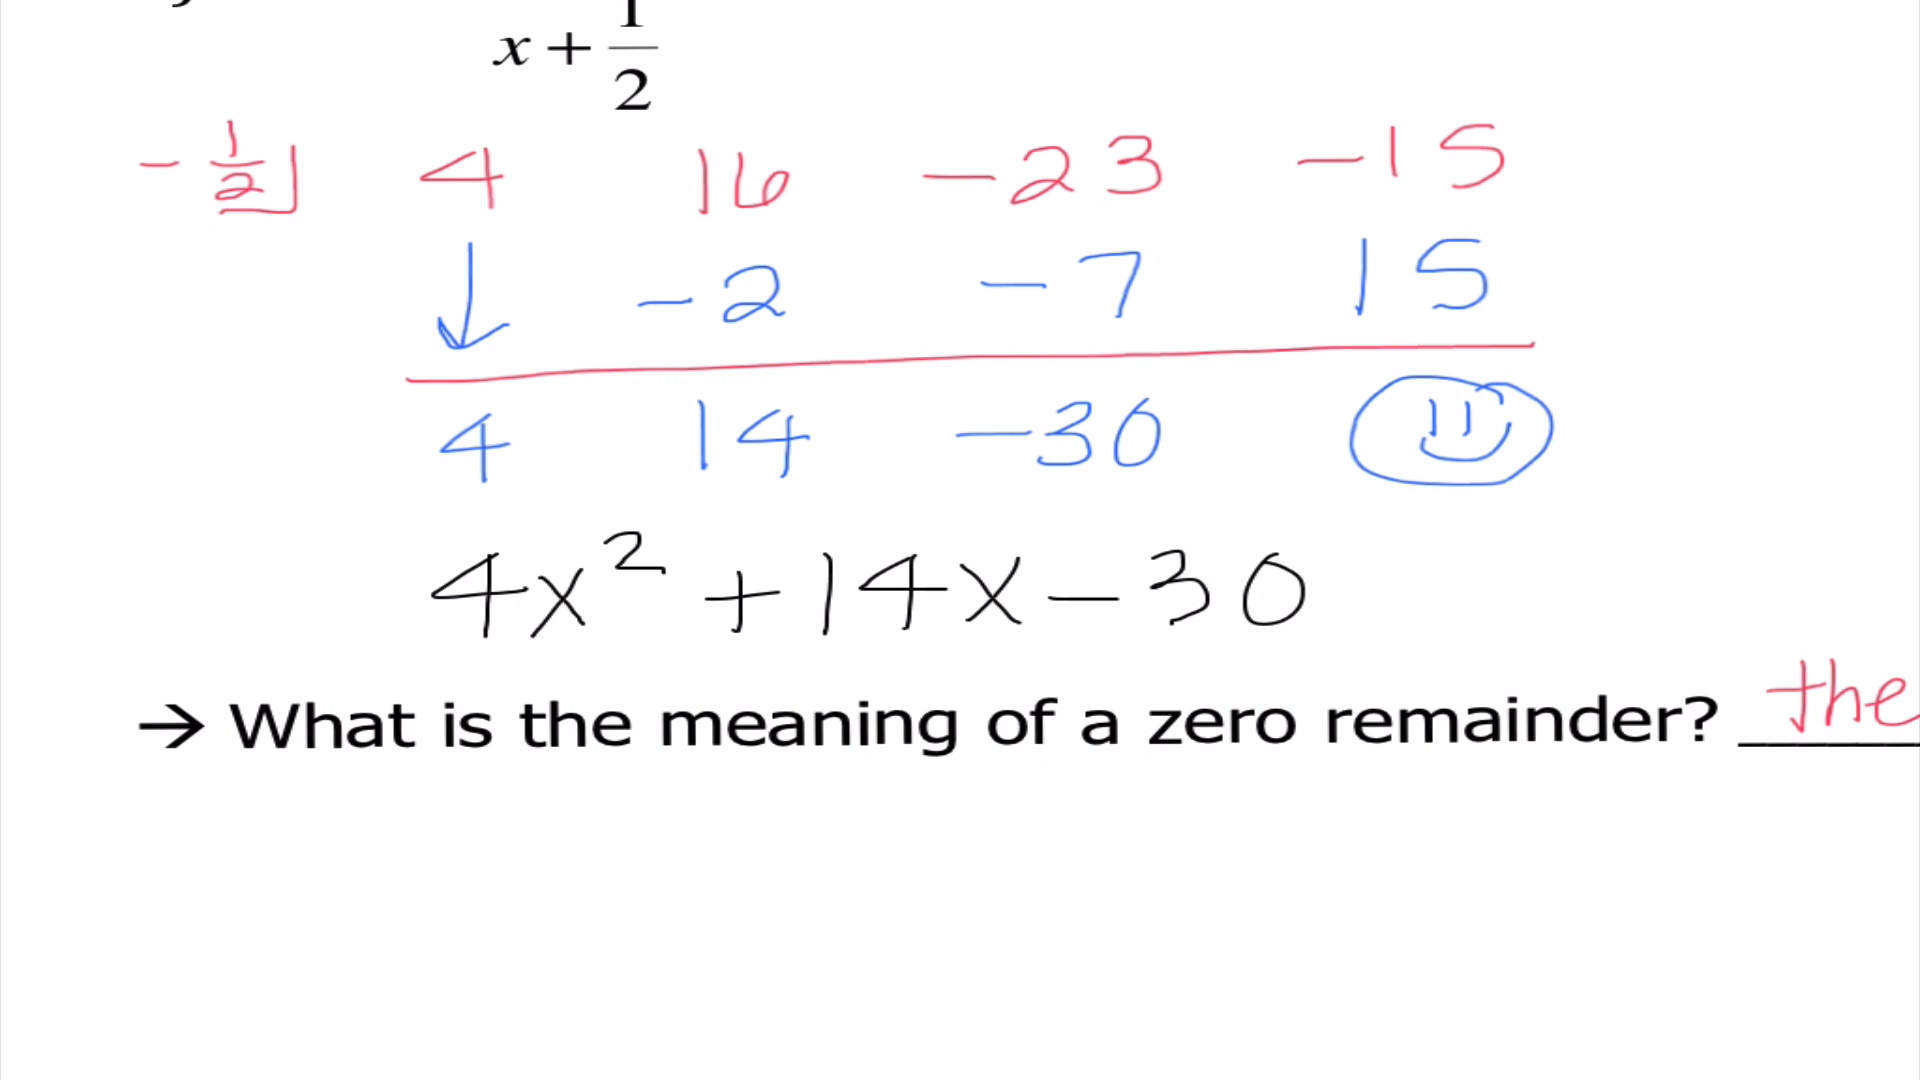 x + 1/2
-1/2 4 16 -23 -15
↓ -2 -7 15
4 14 -30
4x² + 14x - 30
→ What is the meaning of a zero remainder? the